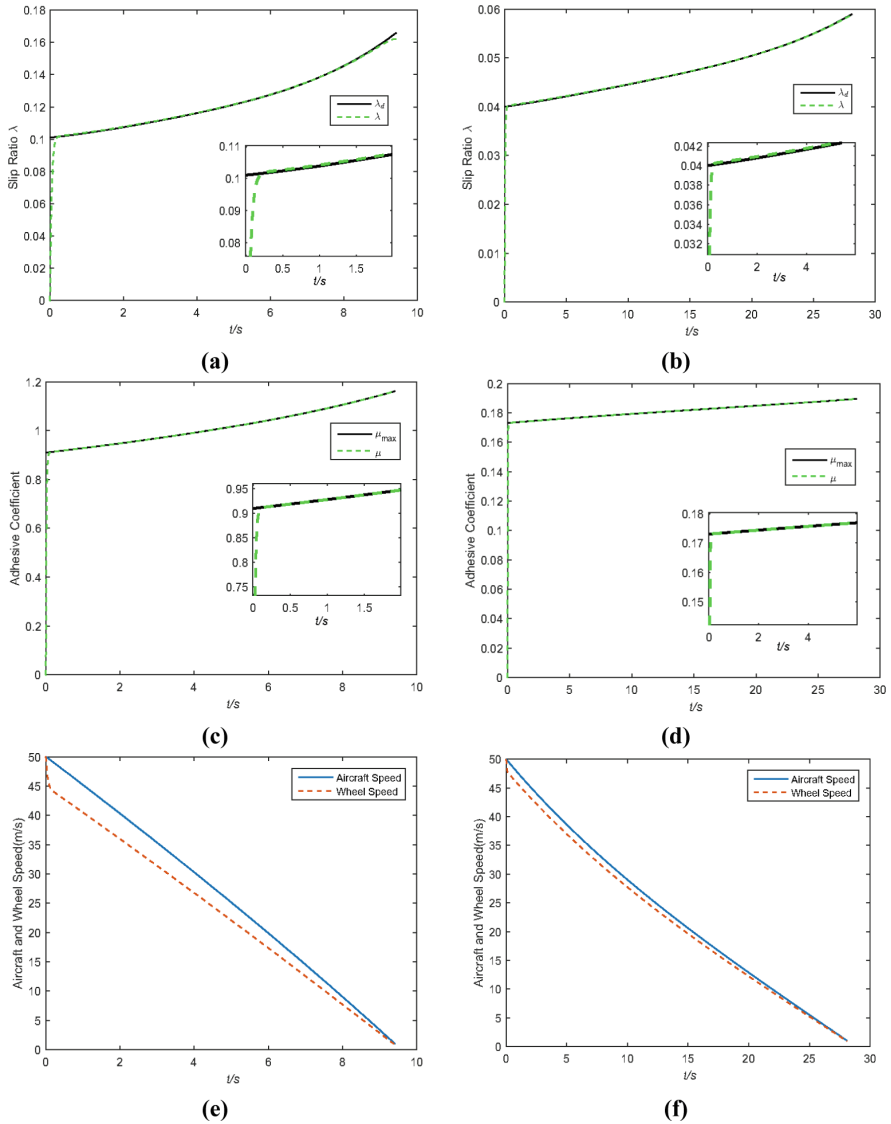 0.18
0.16
0.14
0.12
0.1
0.08
0.06
0.04
0.02
0
Slip Ratio λ
λd
λ
0.11
0.1
0.09
0.08
0 0.5 1 1.5
t/s
0 2 4 6 8 10
t/s
(a)
0.06
0.05
0.04
0.03
0.02
0.01
0.00
Slip Ratio λ
λd
λ
0.042
0.04
0.038
0.036
0.034
0.032
0 2 4
t/s
0 5 10 15 20 25 30
t/s
(b)
1.2
1
0.8
0.6
0.4
0.2
0
Adhesive Coefficient
μmax
μ
0.95
0.9
0.85
0.8
0.75
0 0.5 1 1.5
t/s
0 2 4 6 8 10
t/s
(c)
0.2
0.18
0.16
0.14
0.12
0.1
0.08
0.06
0.04
0.02
0
Adhesive Coefficient
μmax
μ
0.18
0.17
0.16
0.15
0 2 4
t/s
0 5 10 15 20 25 30
t/s
(d)
50
45
40
35
30
25
20
15
10
5
0
Aircraft and Wheel Speed(m/s)
Aircraft Speed
Wheel Speed
0 2 4 6 8 10
t/s
(e)
50
45
40
35
30
25
20
15
10
5
0
Aircraft and Wheel Speed(m/s)
Aircraft Speed
Wheel Speed
0 5 10 15 20 25 30
t/s
(f)